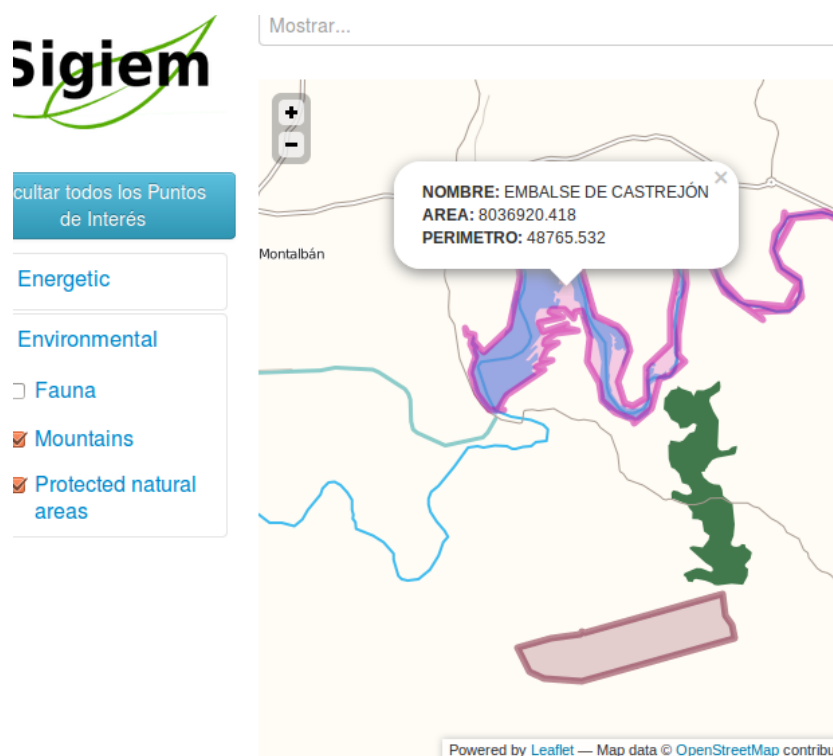 Sigiem
Mostrar...
+
-
cultar todos los Puntos
de Interés
Energetic
Environmental
Fauna
Mountains
Protected natural
areas
×
NOMBRE: EMBALSE DE CASTREJÓN
AREA: 8036920.418
PERIMETRO: 48765.532
Montalbán
Powered by Leaflet — Map data © OpenStreetMap contribu